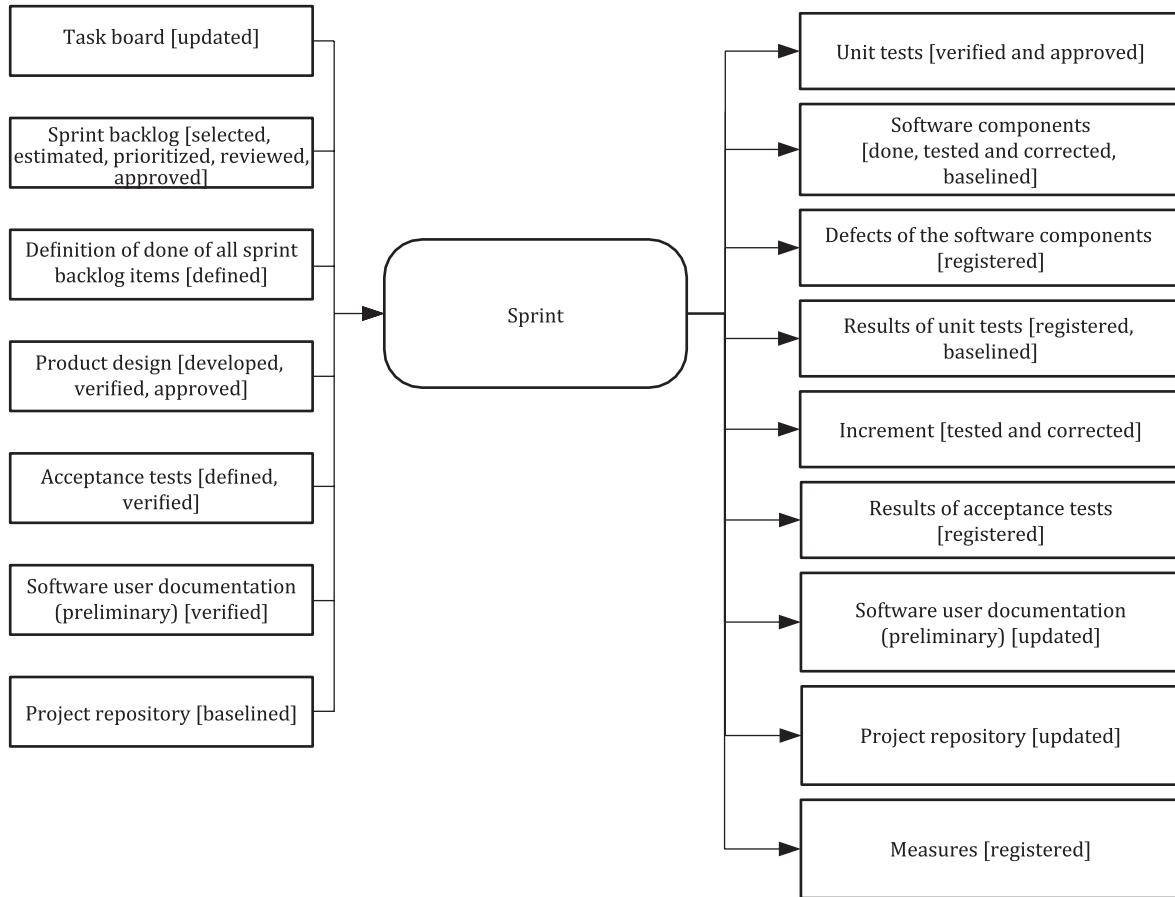 Task board [updated]
Sprint backlog [selected,
estimated, prioritized, reviewed,
approved]
Definition of done of all sprint
backlog items [defined]
Product design [developed,
verified, approved]
Acceptance tests [defined,
verified]
Software user documentation
(preliminary) [verified]
Project repository [baselined]
Sprint
Unit tests [verified and approved]
Software components
[done, tested and corrected,
baselined]
Defects of the software components
[registered]
Results of unit tests [registered,
baselined]
Increment [tested and corrected]
Results of acceptance tests
[registered]
Software user documentation
(preliminary) [updated]
Project repository [updated]
Measures [registered]